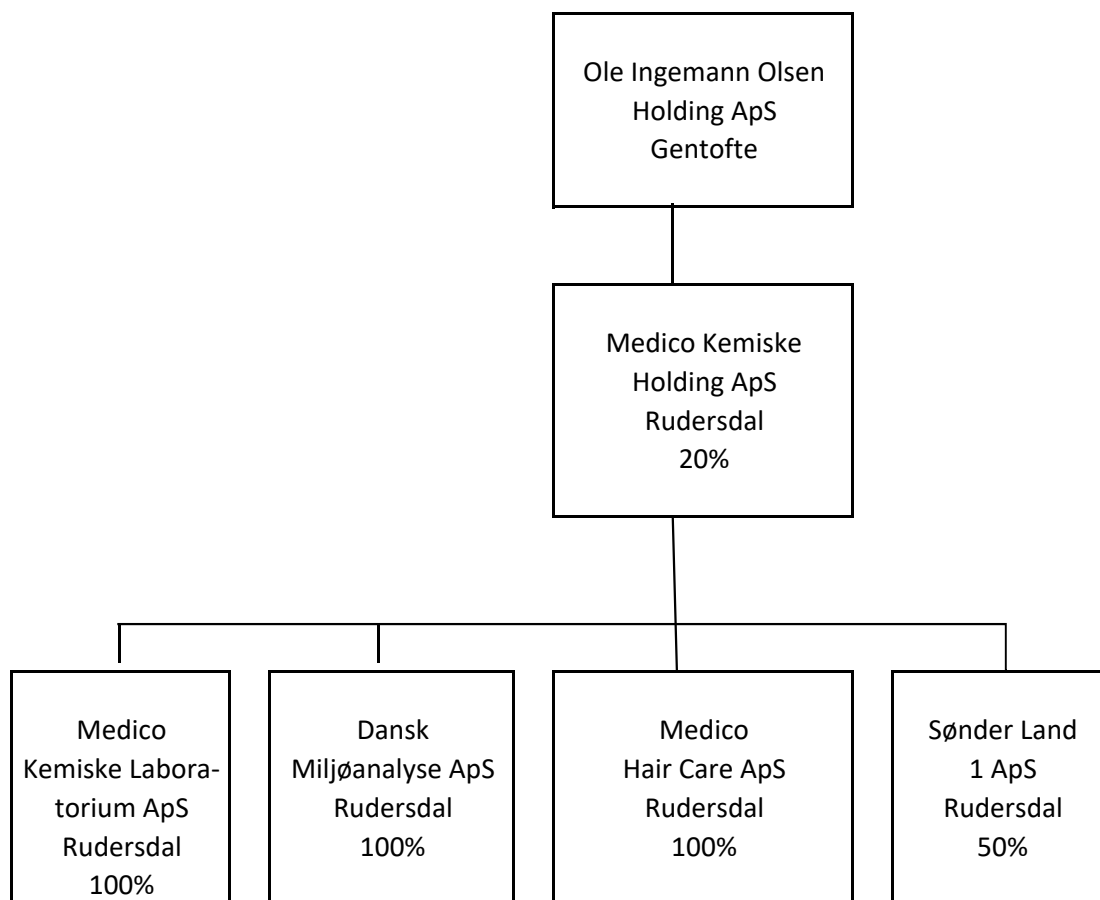 Ole Ingemann Olsen
Holding ApS
Gentofte
Medico Kemiske
Holding ApS
Rudersdal
20%
Medico
Kemiske Labora-
torium ApS
Rudersdal
100%
Dansk
Miljøanalyse ApS
Rudersdal
100%
Medico
Hair Care ApS
Rudersdal
100%
Sønder Land
1 ApS
Rudersdal
50%